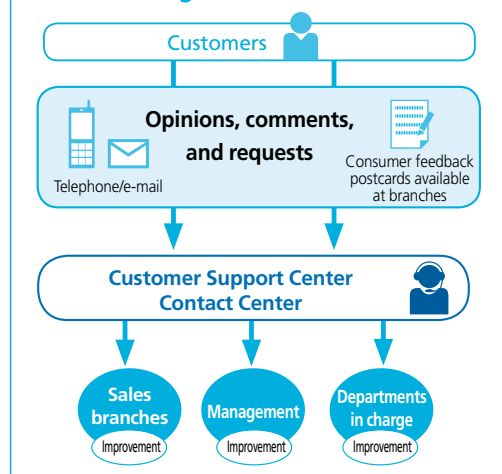 Customers
Opinions, comments,
and requests
Telephone/e-mail
Consumer feedback
postcards available
at branches
Customer Support Center
Contact Center
Sales
branches
Improvement
Management
Improvement
Departments
in charge
Improvement